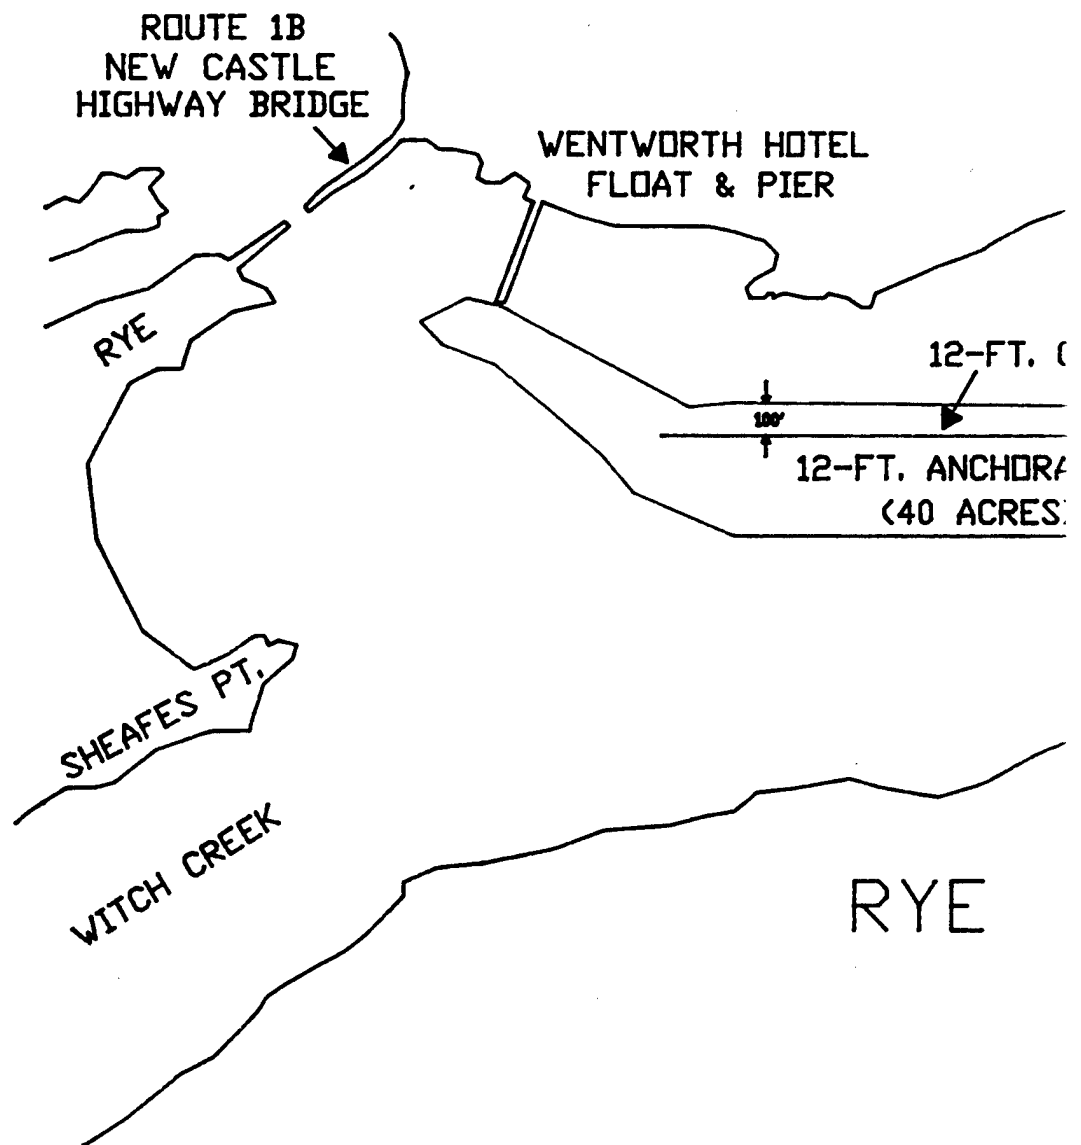 ROUTE 1B
NEW CASTLE
HIGHWAY BRIDGE
WENTWORTH HOTEL
FLOAT & PIER
RYE
12-FT.
100'
12-FT.
(40 ACRES
SHEAFES PT.
WITCH CREEK
RYE